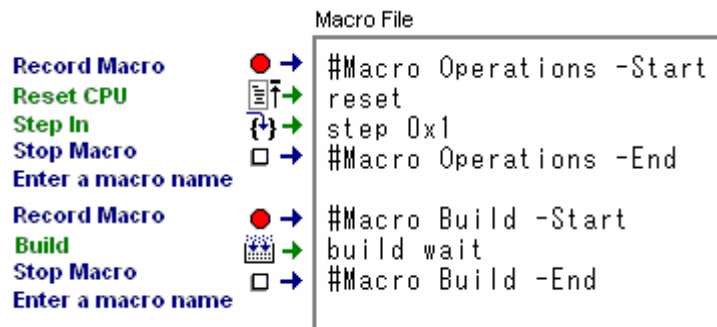 Macro File
Record Macro #Macro Operations -Start
Reset CPU reset
Step In step 0x1
Stop Macro #Macro Operations -End
Enter a macro name
Record Macro #Macro Build -Start
Build build wait
Stop Macro #Macro Build -End
Enter a macro name